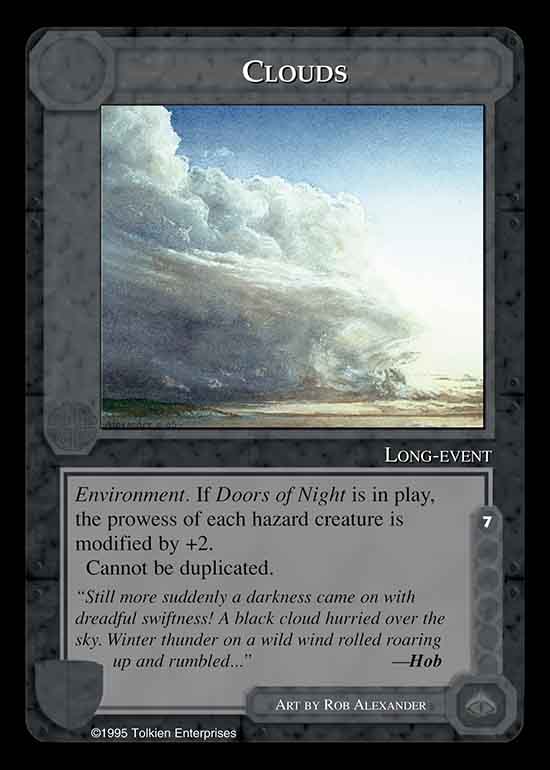 CLOUDS
LONG-EVENT
Environment. If Doors of Night is in play,
the prowess of each hazard creature is
modified by +2.
Cannot be duplicated.
7
“Still more suddenly a darkness came on with
dreadful swiftness! A black cloud hurried over the
sky. Winter thunder on a wild wind rolled roaring
up and rumbled...” —Hob
ART BY ROB ALEXANDER
©1995 Tolkien Enterprises